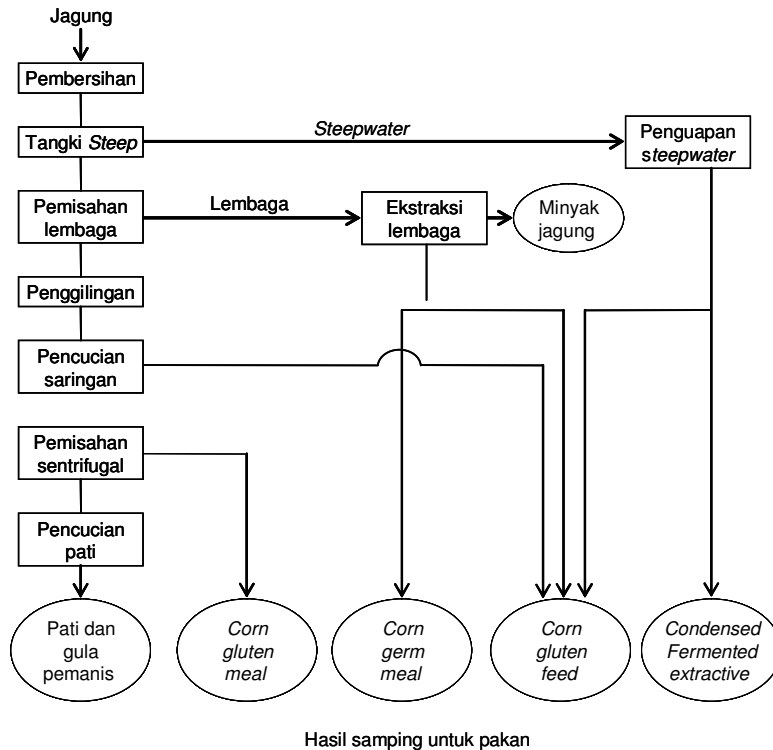 Jagung
Pembersihan
Tangki Steep
Steepwater
Penguapan
steepwater
Pemisahan
lembaga
Lembaga
Ekstraksi
lembaga
Minyak
jagung
Penggilingan
Pencucian
saringan
Pemisahan
sentrifugal
Pencucian
pati
Pati dan
gula
pemanis
Corn
gluten
meal
Corn
germ
meal
Corn
gluten
feed
Condensed
Fermented
extractive
Hasil samping untuk pakan